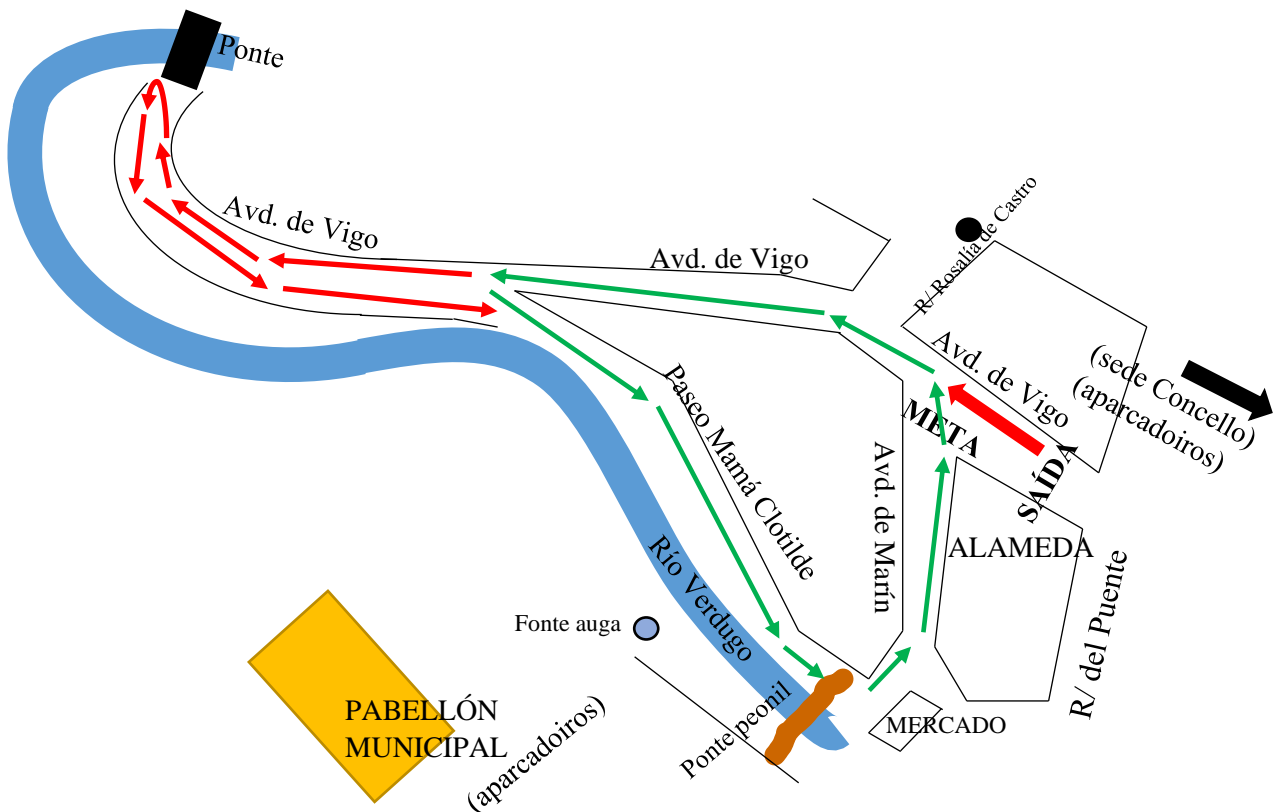 Ponte
Avd. de Vigo
Avd. de Vigo
R/ Rosalía de Castro
Avd. de Vigo
(sede Concello)
(aparcadoiros)
META
SAÍDA
Paseo Mamá Clotilde
Avd. de Marín
ALAMEDA
R/ del Puente
Río Verdugo
Fonte auga
Ponte peonil
MERCADO
PABELLÓN
MUNICIPAL
(aparcadoiros)